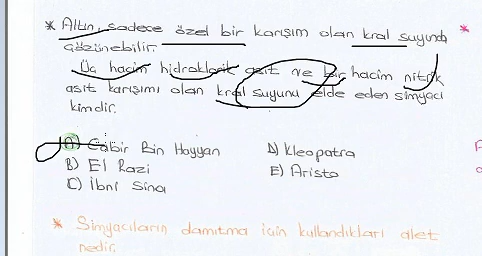 * Altın, sadece özel bir karışım olan kral suyunda
çözünebilir.
Üç hacim hidroklorik asit ve bir hacim nitrik
asit karışımı olan kral suyunu elde eden simyacı
kimdir.
A) Cabir Bin Hayyan
D) Kleopatra
B) El Razi
E) Aristo
C) İbni Sina
* Simyacıların damıtma için kullandıkları alet
nedir.